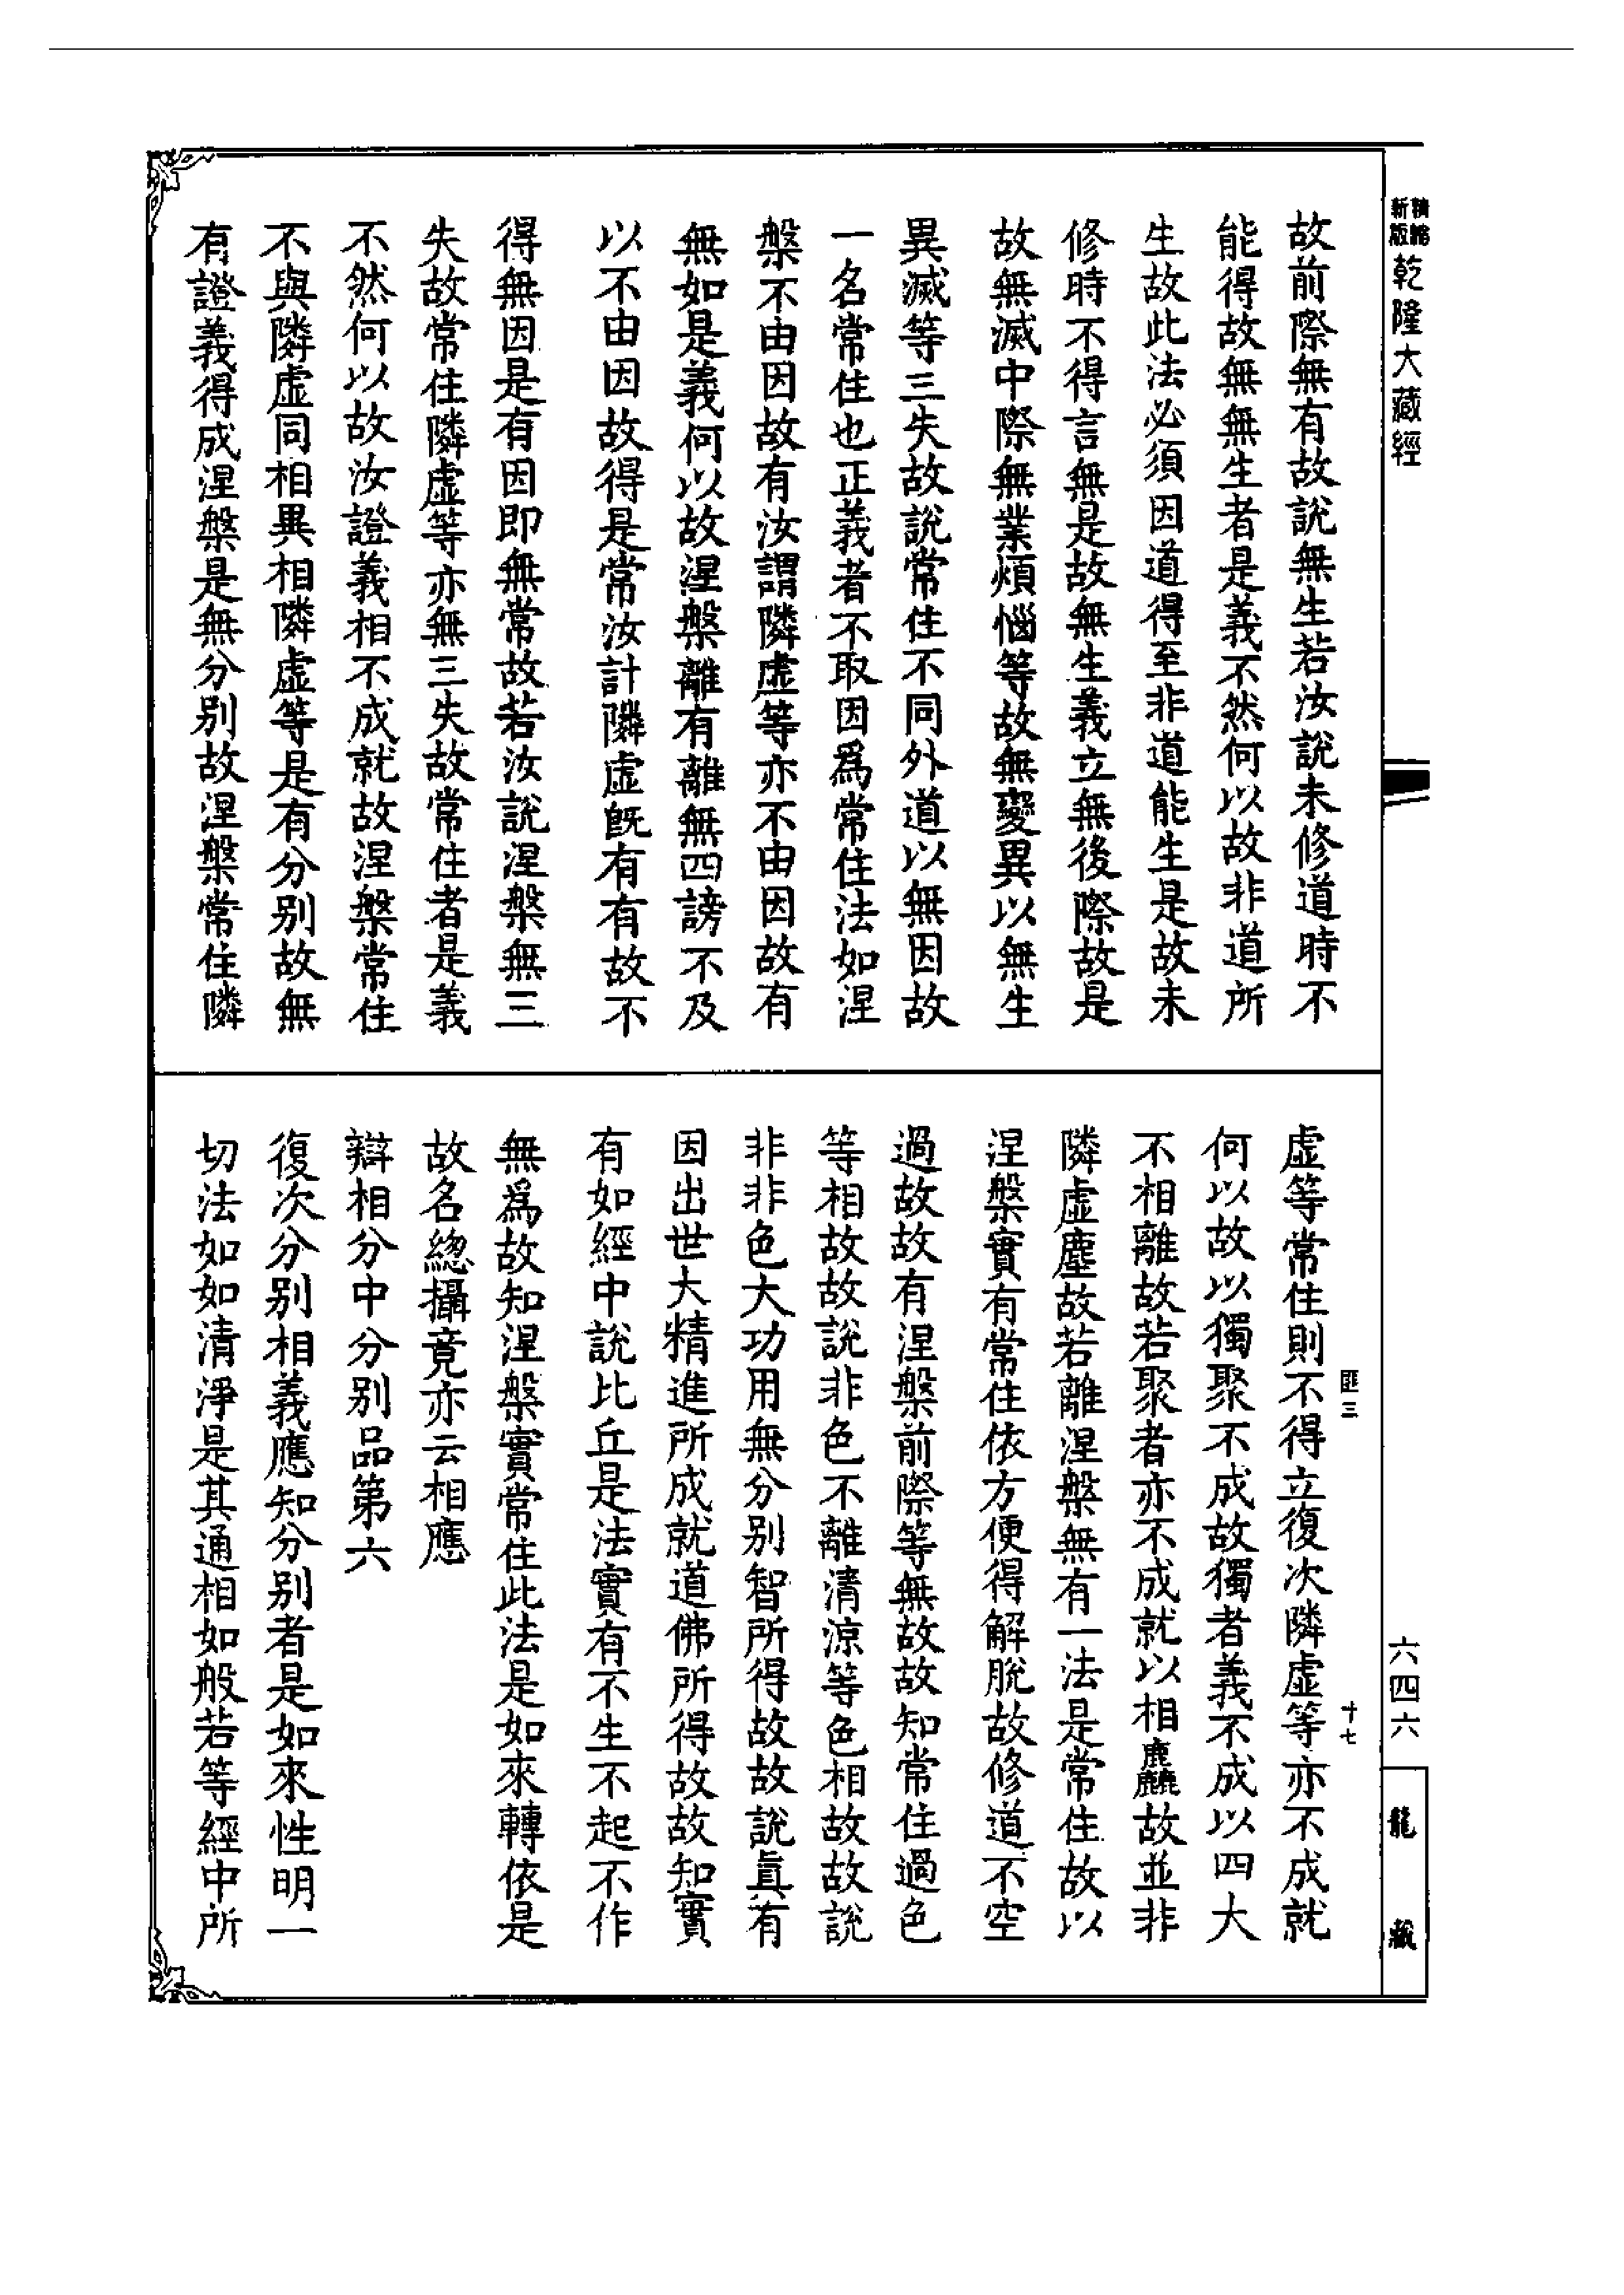 精縮新版
乾隆大藏經
故前際無有故說無生若汝說未修道時不
能得故無無生者是義不然何以故非道所
生故此法必須因道得至非道能生是故未
修時不得言無是故無生義立無後際故是
故無滅中際無業煩惱等故無變異以無生
異滅等三失故說常住不同外道以無因故
一名常住也正義者不取因爲常住法如涅
槃不由因故有汝謂隣虛等亦不由因故有
無如是義何以故涅槃離有離無四謗不及
以不由因故得是常汝計隣虛旣有有故不
得無因是有因即無常故若汝說涅槃無三
失故常住隣虛等亦無三失故常住者是義
不然何以故汝證義相不成就故涅槃常住
不與隣虛同相異相隣虛等是有分别故無
有證義得成涅槃是無分别故涅槃常住隣
虛等常住則不得立復次隣虛等亦不成就
何以故以獨聚不成故獨者義不成以四大
不相離故若聚者亦不成就以相麤故並非
隣虛塵故若離涅槃無有一法是常住故以
涅槃實有常住依方便得解脫故修道不空
過故故有涅槃前際等無故故知常住過色
等相故故說非色不離清涼等色相故故說
非非色大功用無分别智所得故故說眞有
因出世大精進所成就道佛所得故故知實
有如經中說比丘是法實有不生不起不作
無爲故知涅槃實常住此法是如來轉依是
故名總攝竟亦云相應
辯相分中分别品第六
復次分别相義應知分别者是如來性明一
切法如如清淨是其通相如般若等經中所
匪三
十七
六四六
龍藏